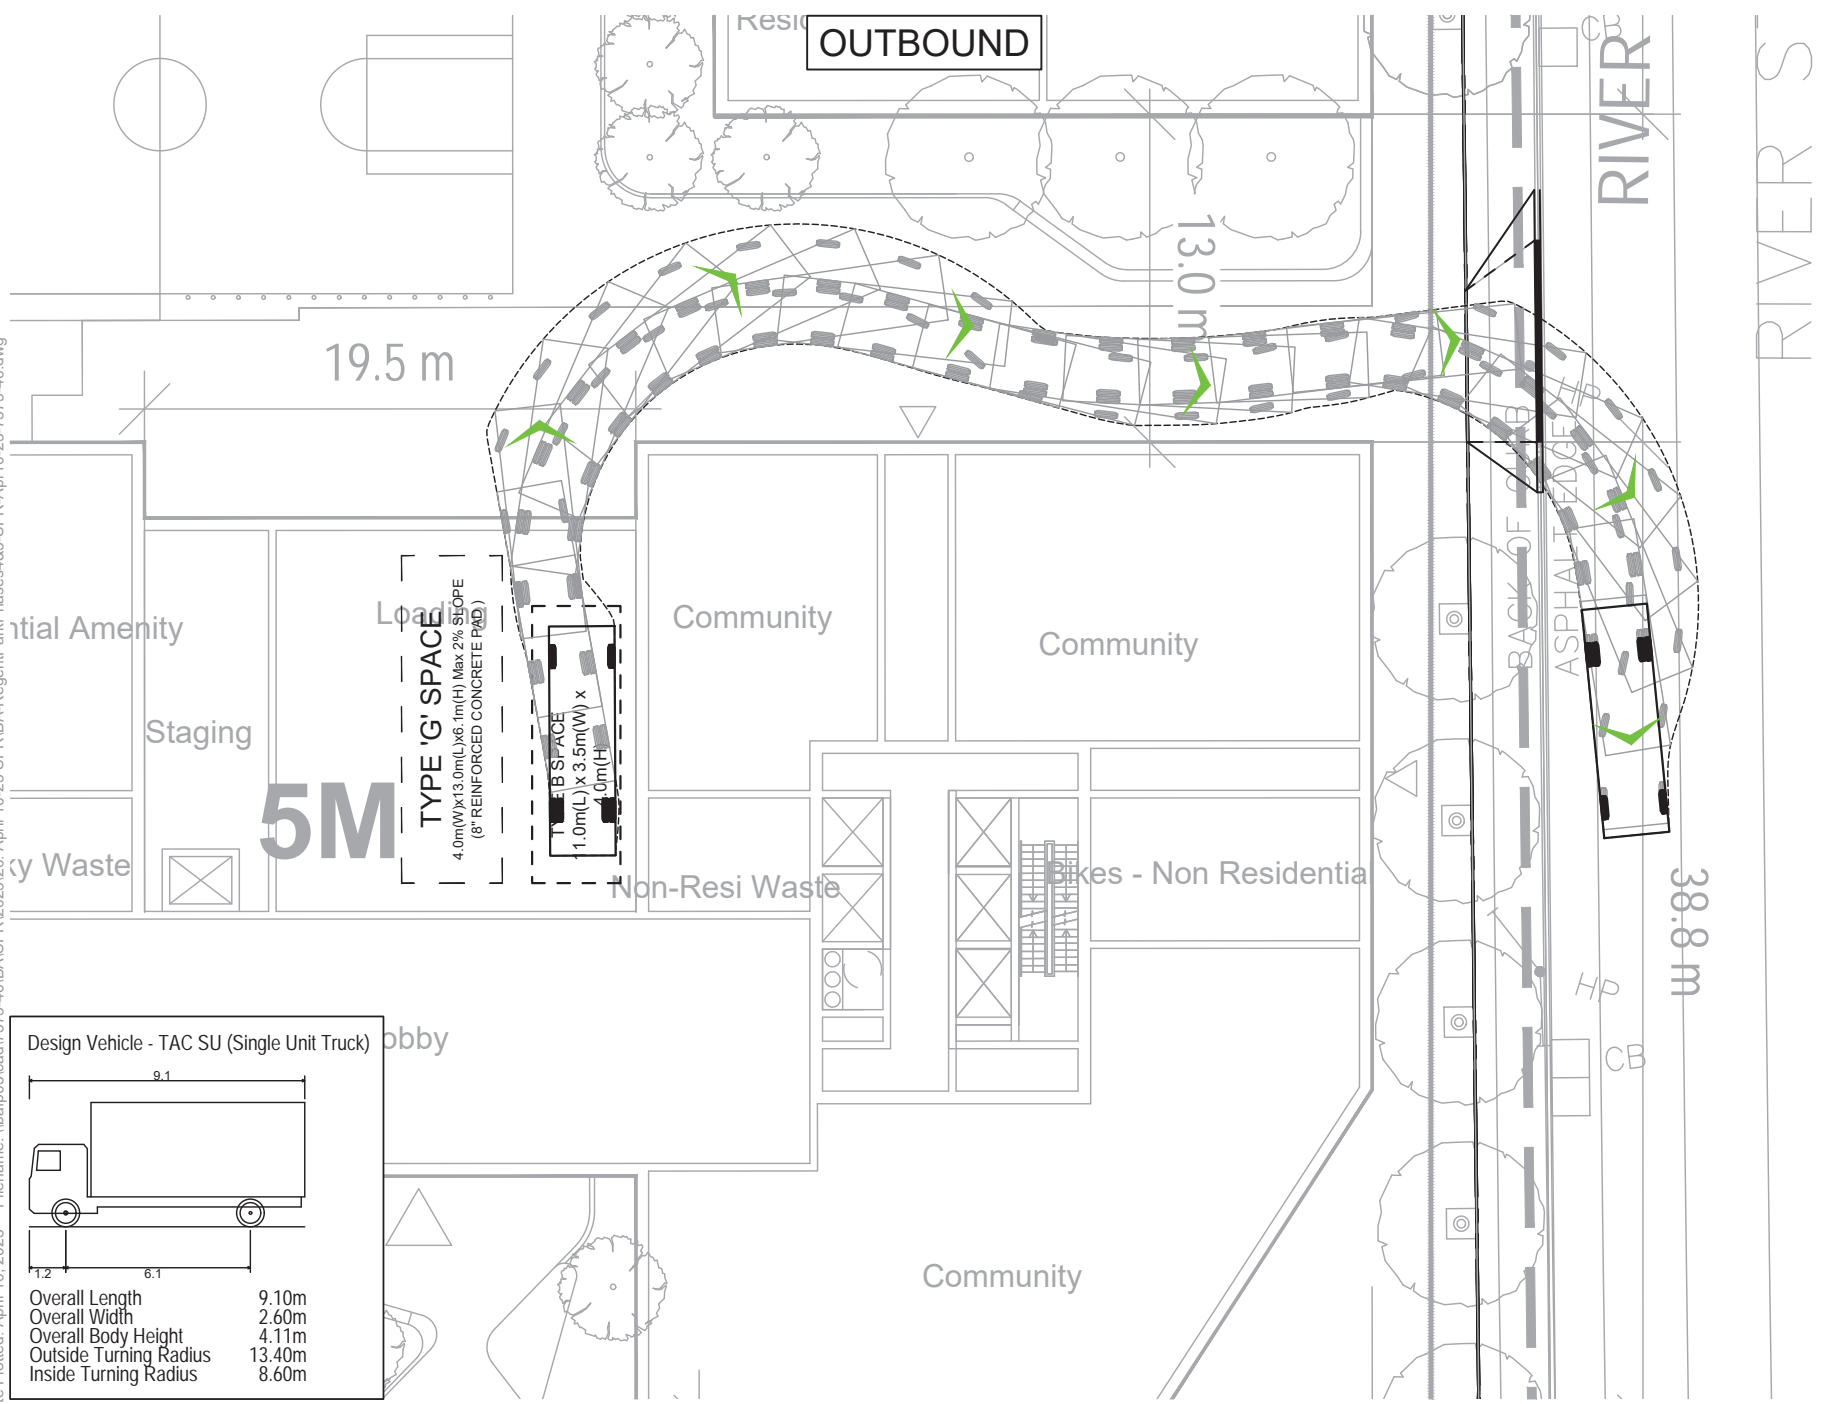 OUTBOUND
RIVER
RIVER S
CB
13.0 m
19.5 m
HP
BACK OF CURB
ASPHALT EDGE
Loading
TYPE 'G' SPACE
4.0m(W)x13.0m(L)x6.1m(H) Max 2% SLOPE
(8" REINFORCED CONCRETE PAD)
11.0m(L) x 3.5m(W) x
4.0m(H)
Community
Community
Amenity
Staging
5M
Waste
Non-Resi Waste
Bikes - Non Residential
38.8 m
HP
CB
T
Community
Design Vehicle - TAC SU (Single Unit Truck)
9.1
1.2
6.1
Overall Length 9.10m
Overall Width 2.60m
Overall Body Height 4.11m
Outside Turning Radius 13.40m
Inside Turning Radius 8.60m